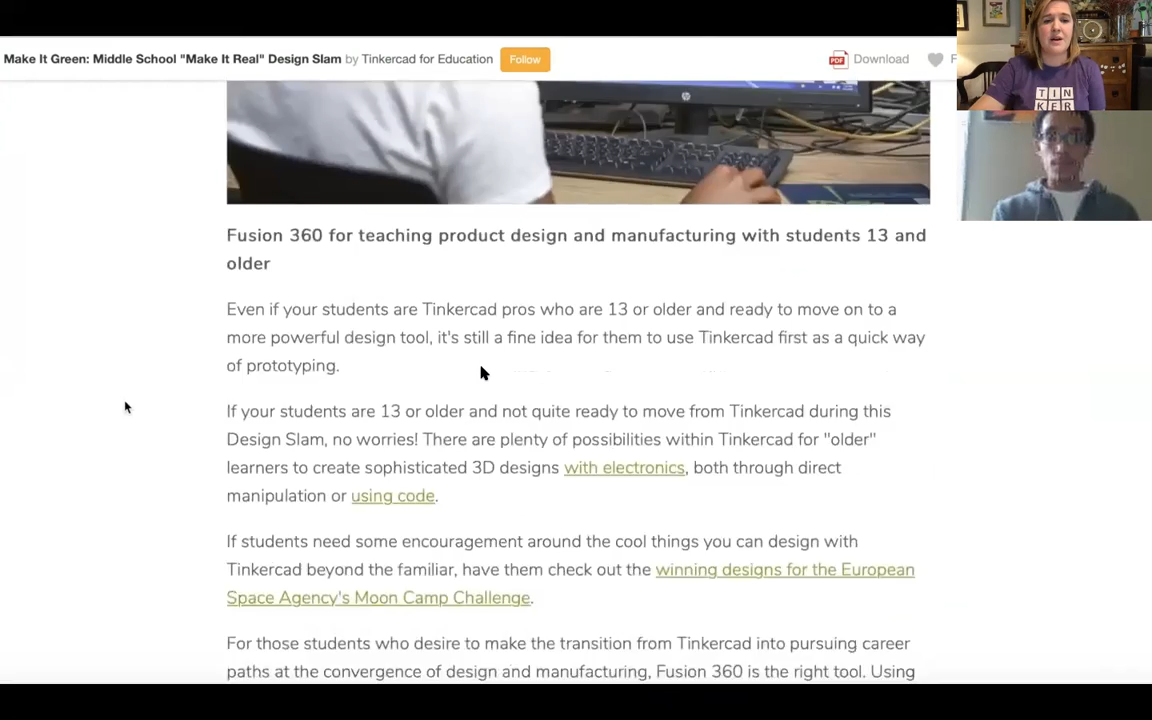 Make It Green: Middle School "Make It Real" Design Slam by Tinkercad for Education Follow
PDF Download
TIN
KER
hp
Fusion 360 for teaching product design and manufacturing with students 13 and
older
Even if your students are Tinkercad pros who are 13 or older and ready to move on to a
more powerful design tool, it's still a fine idea for them to use Tinkercad first as a quick way
of prototyping.
If your students are 13 or older and not quite ready to move from Tinkercad during this
Design Slam, no worries! There are plenty of possibilities within Tinkercad for "older"
learners to create sophisticated 3D designs with electronics, both through direct
manipulation or using code.
If students need some encouragement around the cool things you can design with
Tinkercad beyond the familiar, have them check out the winning designs for the European
Space Agency's Moon Camp Challenge.
For those students who desire to make the transition from Tinkercad into pursuing career
paths at the convergence of design and manufacturing, Fusion 360 is the right tool. Using